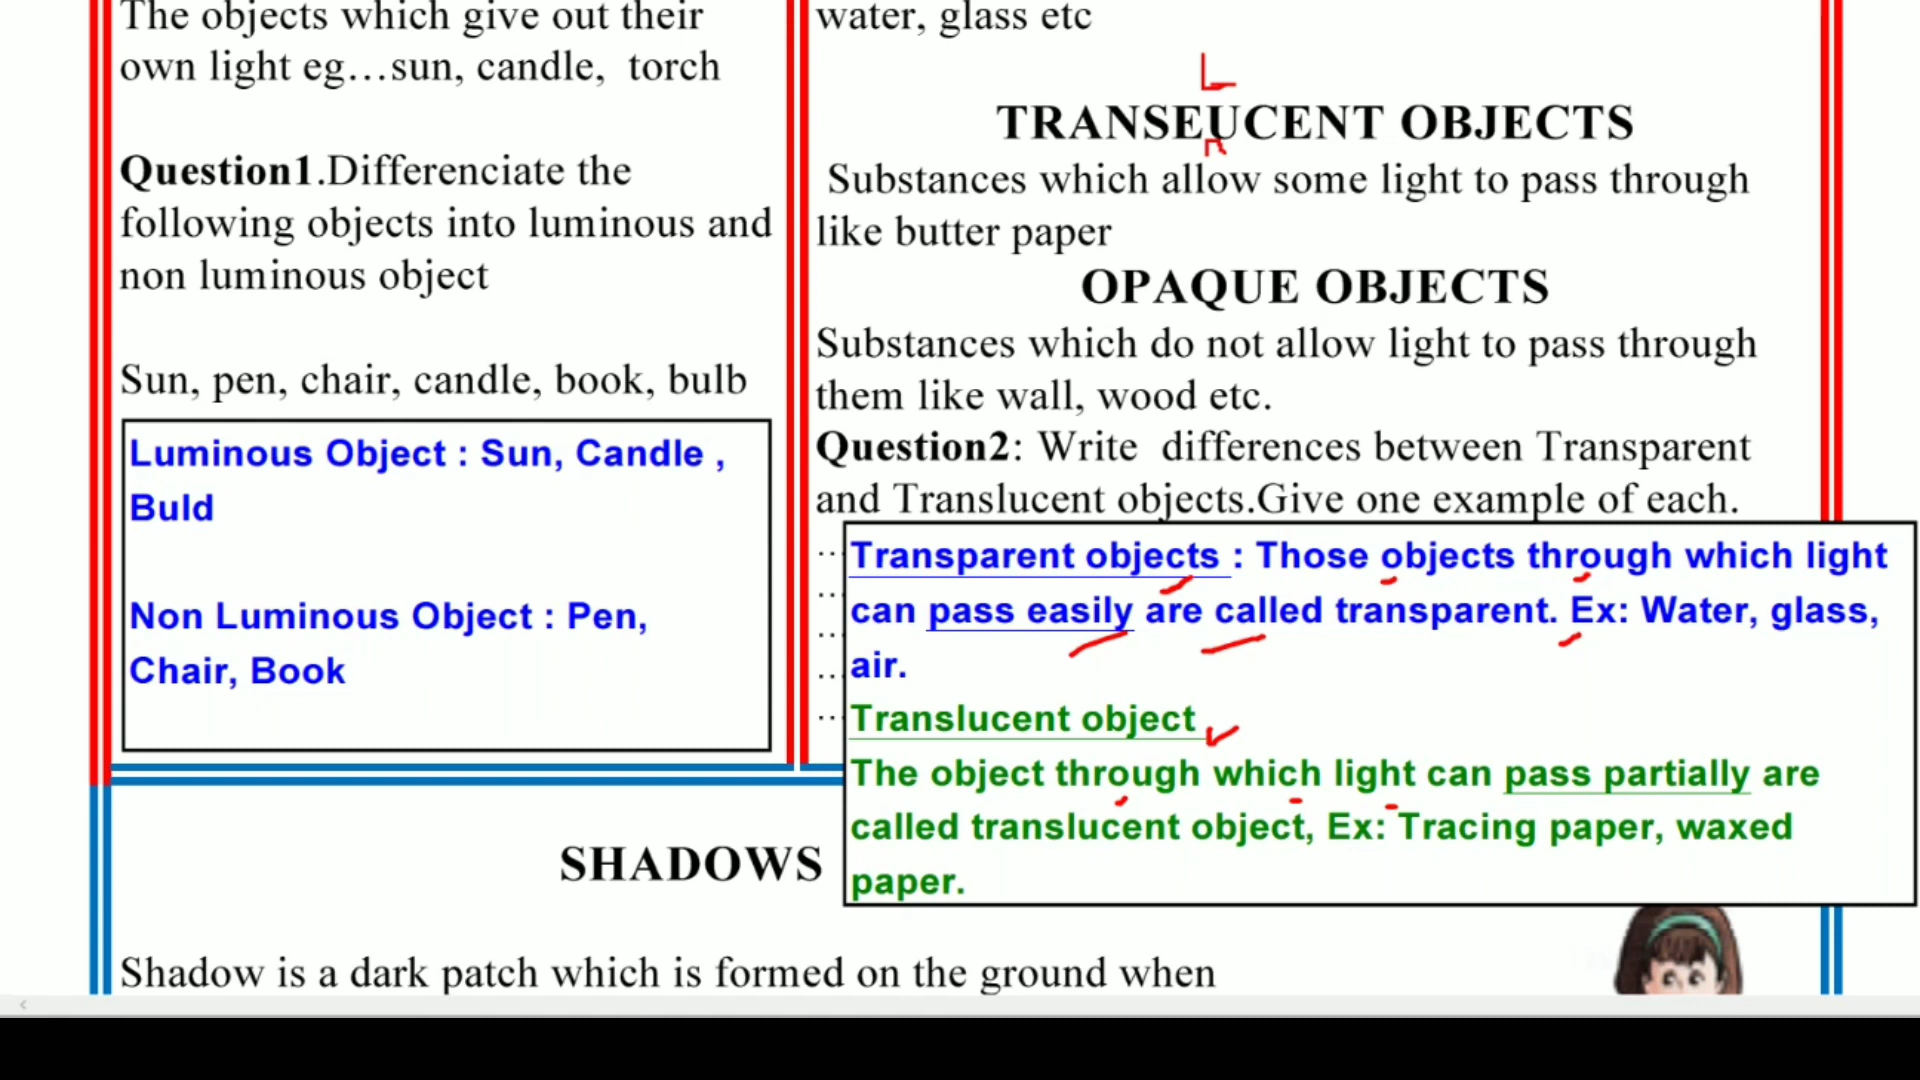 The objects which give out their
own light eg...sun, candle, torch
Question1.Differenciate the
following objects into luminous and
non luminous object
Sun, pen, chair, candle, book, bulb
Luminous Object : Sun, Candle ,
Buld
Non Luminous Object : Pen,
Chair, Book
water, glass etc
L
TRANSEUCENT OBJECTS
Substances which allow some light to pass through
like butter paper
OPAQUE OBJECTS
Substances which do not allow light to pass through
them like wall, wood etc.
Question2: Write differences between Transparent
and Translucent objects.Give one example of each.
Transparent objects : Those objects through which light
can pass easily are called transparent. Ex: Water, glass,
air.
Translucent object
The object through which light can pass partially are
called translucent object, Ex: Tracing paper, waxed
paper.
SHADOWS
Shadow is a dark patch which is formed on the ground when